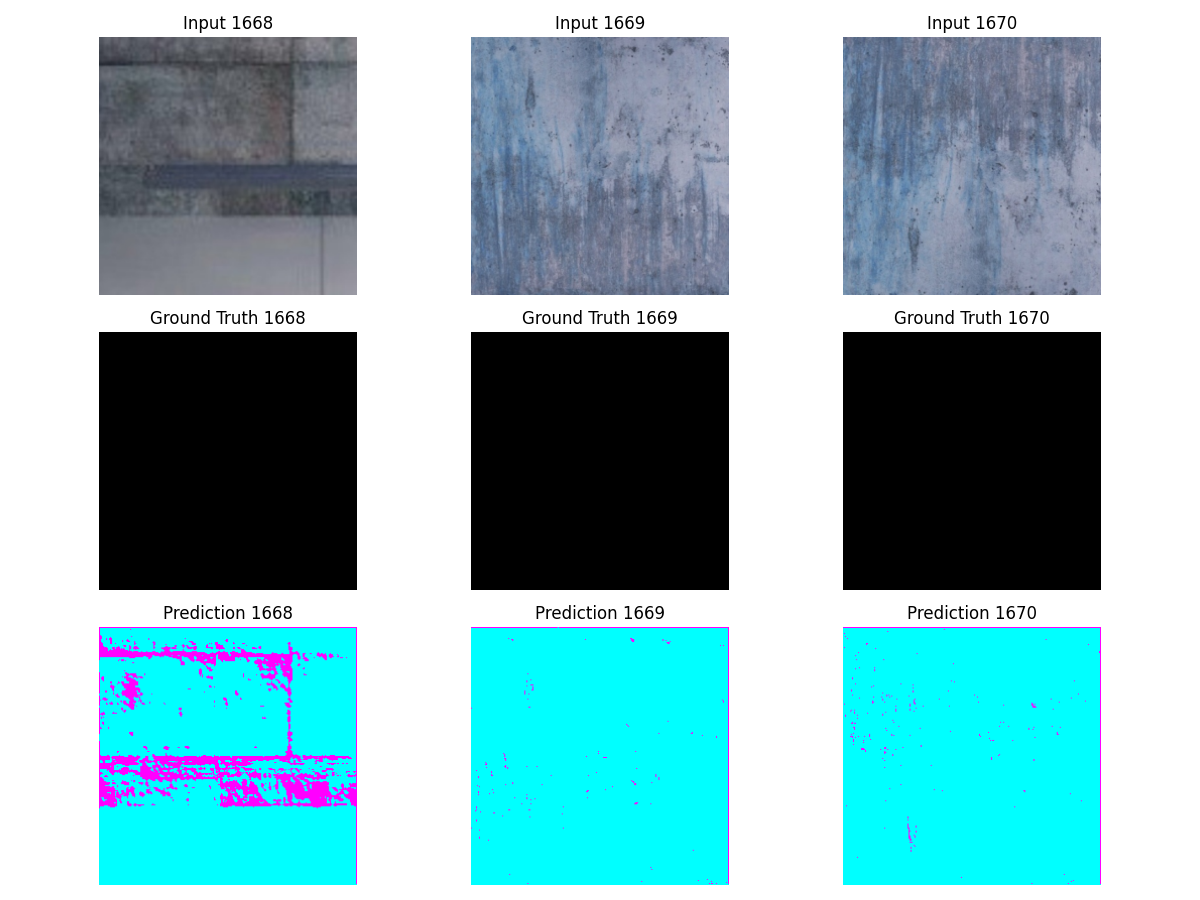 Input 1668
Input 1669
Input 1670
Ground Truth 1668
Ground Truth 1669
Ground Truth 1670
Prediction 1668
Prediction 1669
Prediction 1670